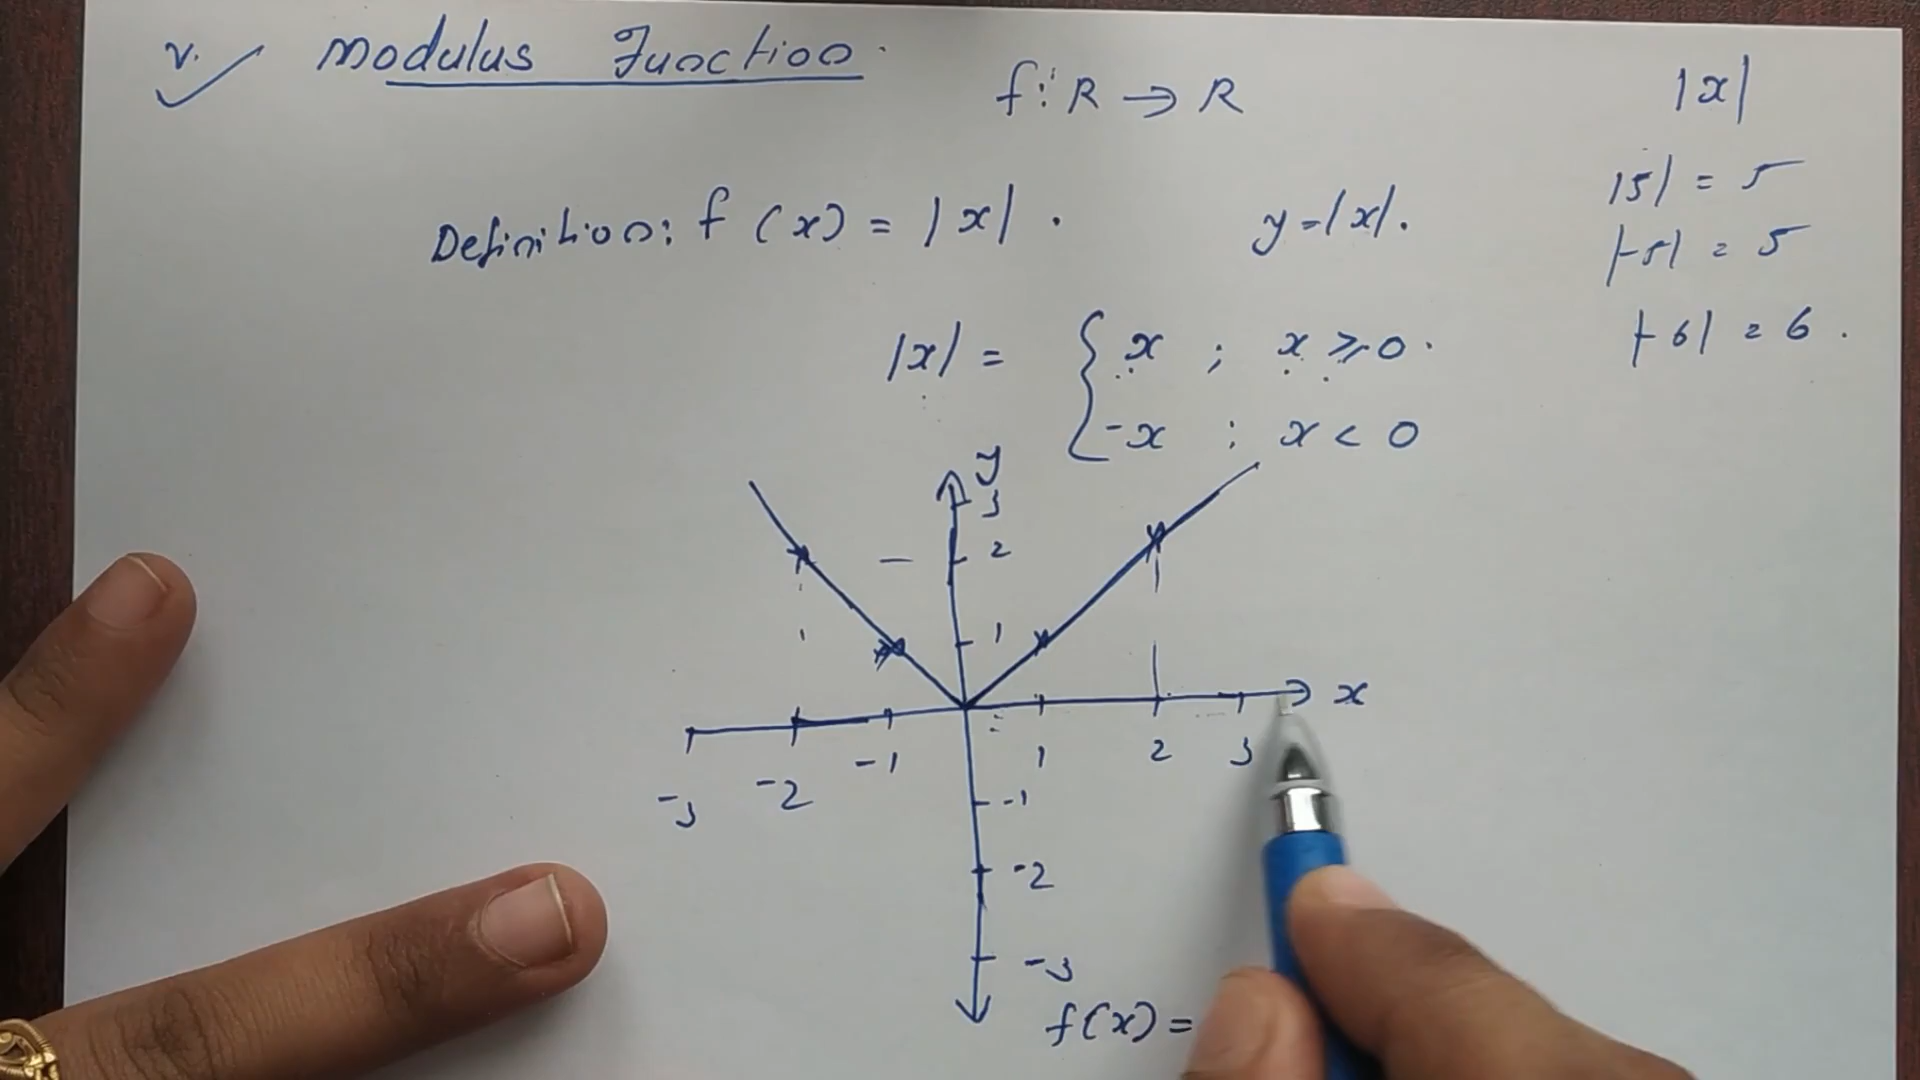 v. Modulus Function.
f: R → R
|x|
|5| = 5
|-5| = 5
|-6| = 6.
Definition: f(x) = |x|.
y = |x|.
|x| = { x ; x ≥ 0.
-x ; x < 0
y
3
2
1
x
-3 -2 -1 1 2 3
-1
-2
-3
f(x) =